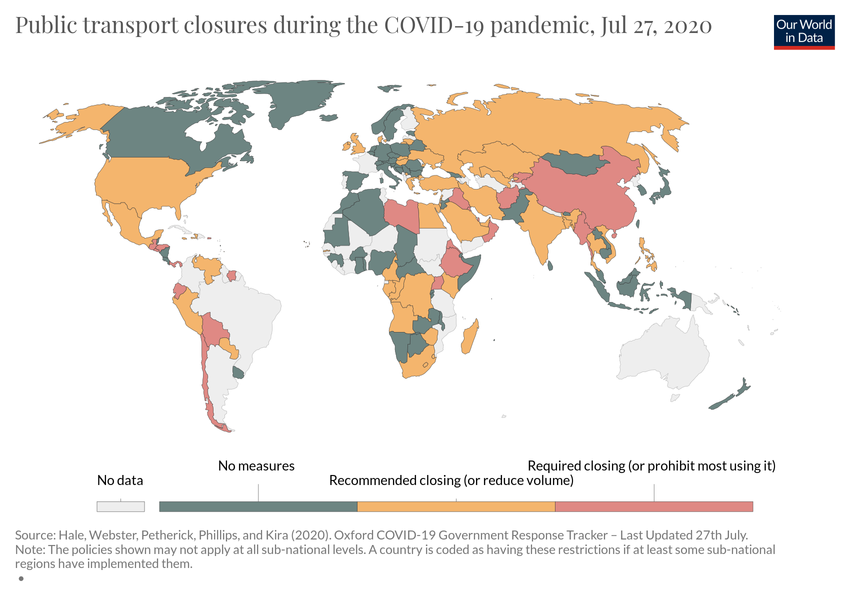 Public transport closures during the COVID-19 pandemic, Jul 27, 2020
Our World
in Data
No data
No measures
Recommended closing (or reduce volume)
Required closing (or prohibit most using it)
Source: Hale, Webster, Petherick, Phillips, and Kira (2020). Oxford COVID-19 Government Response Tracker – Last Updated 27th July.
Note: The policies shown may not apply at all sub-national levels. A country is coded as having these restrictions if at least some sub-national
regions have implemented them.